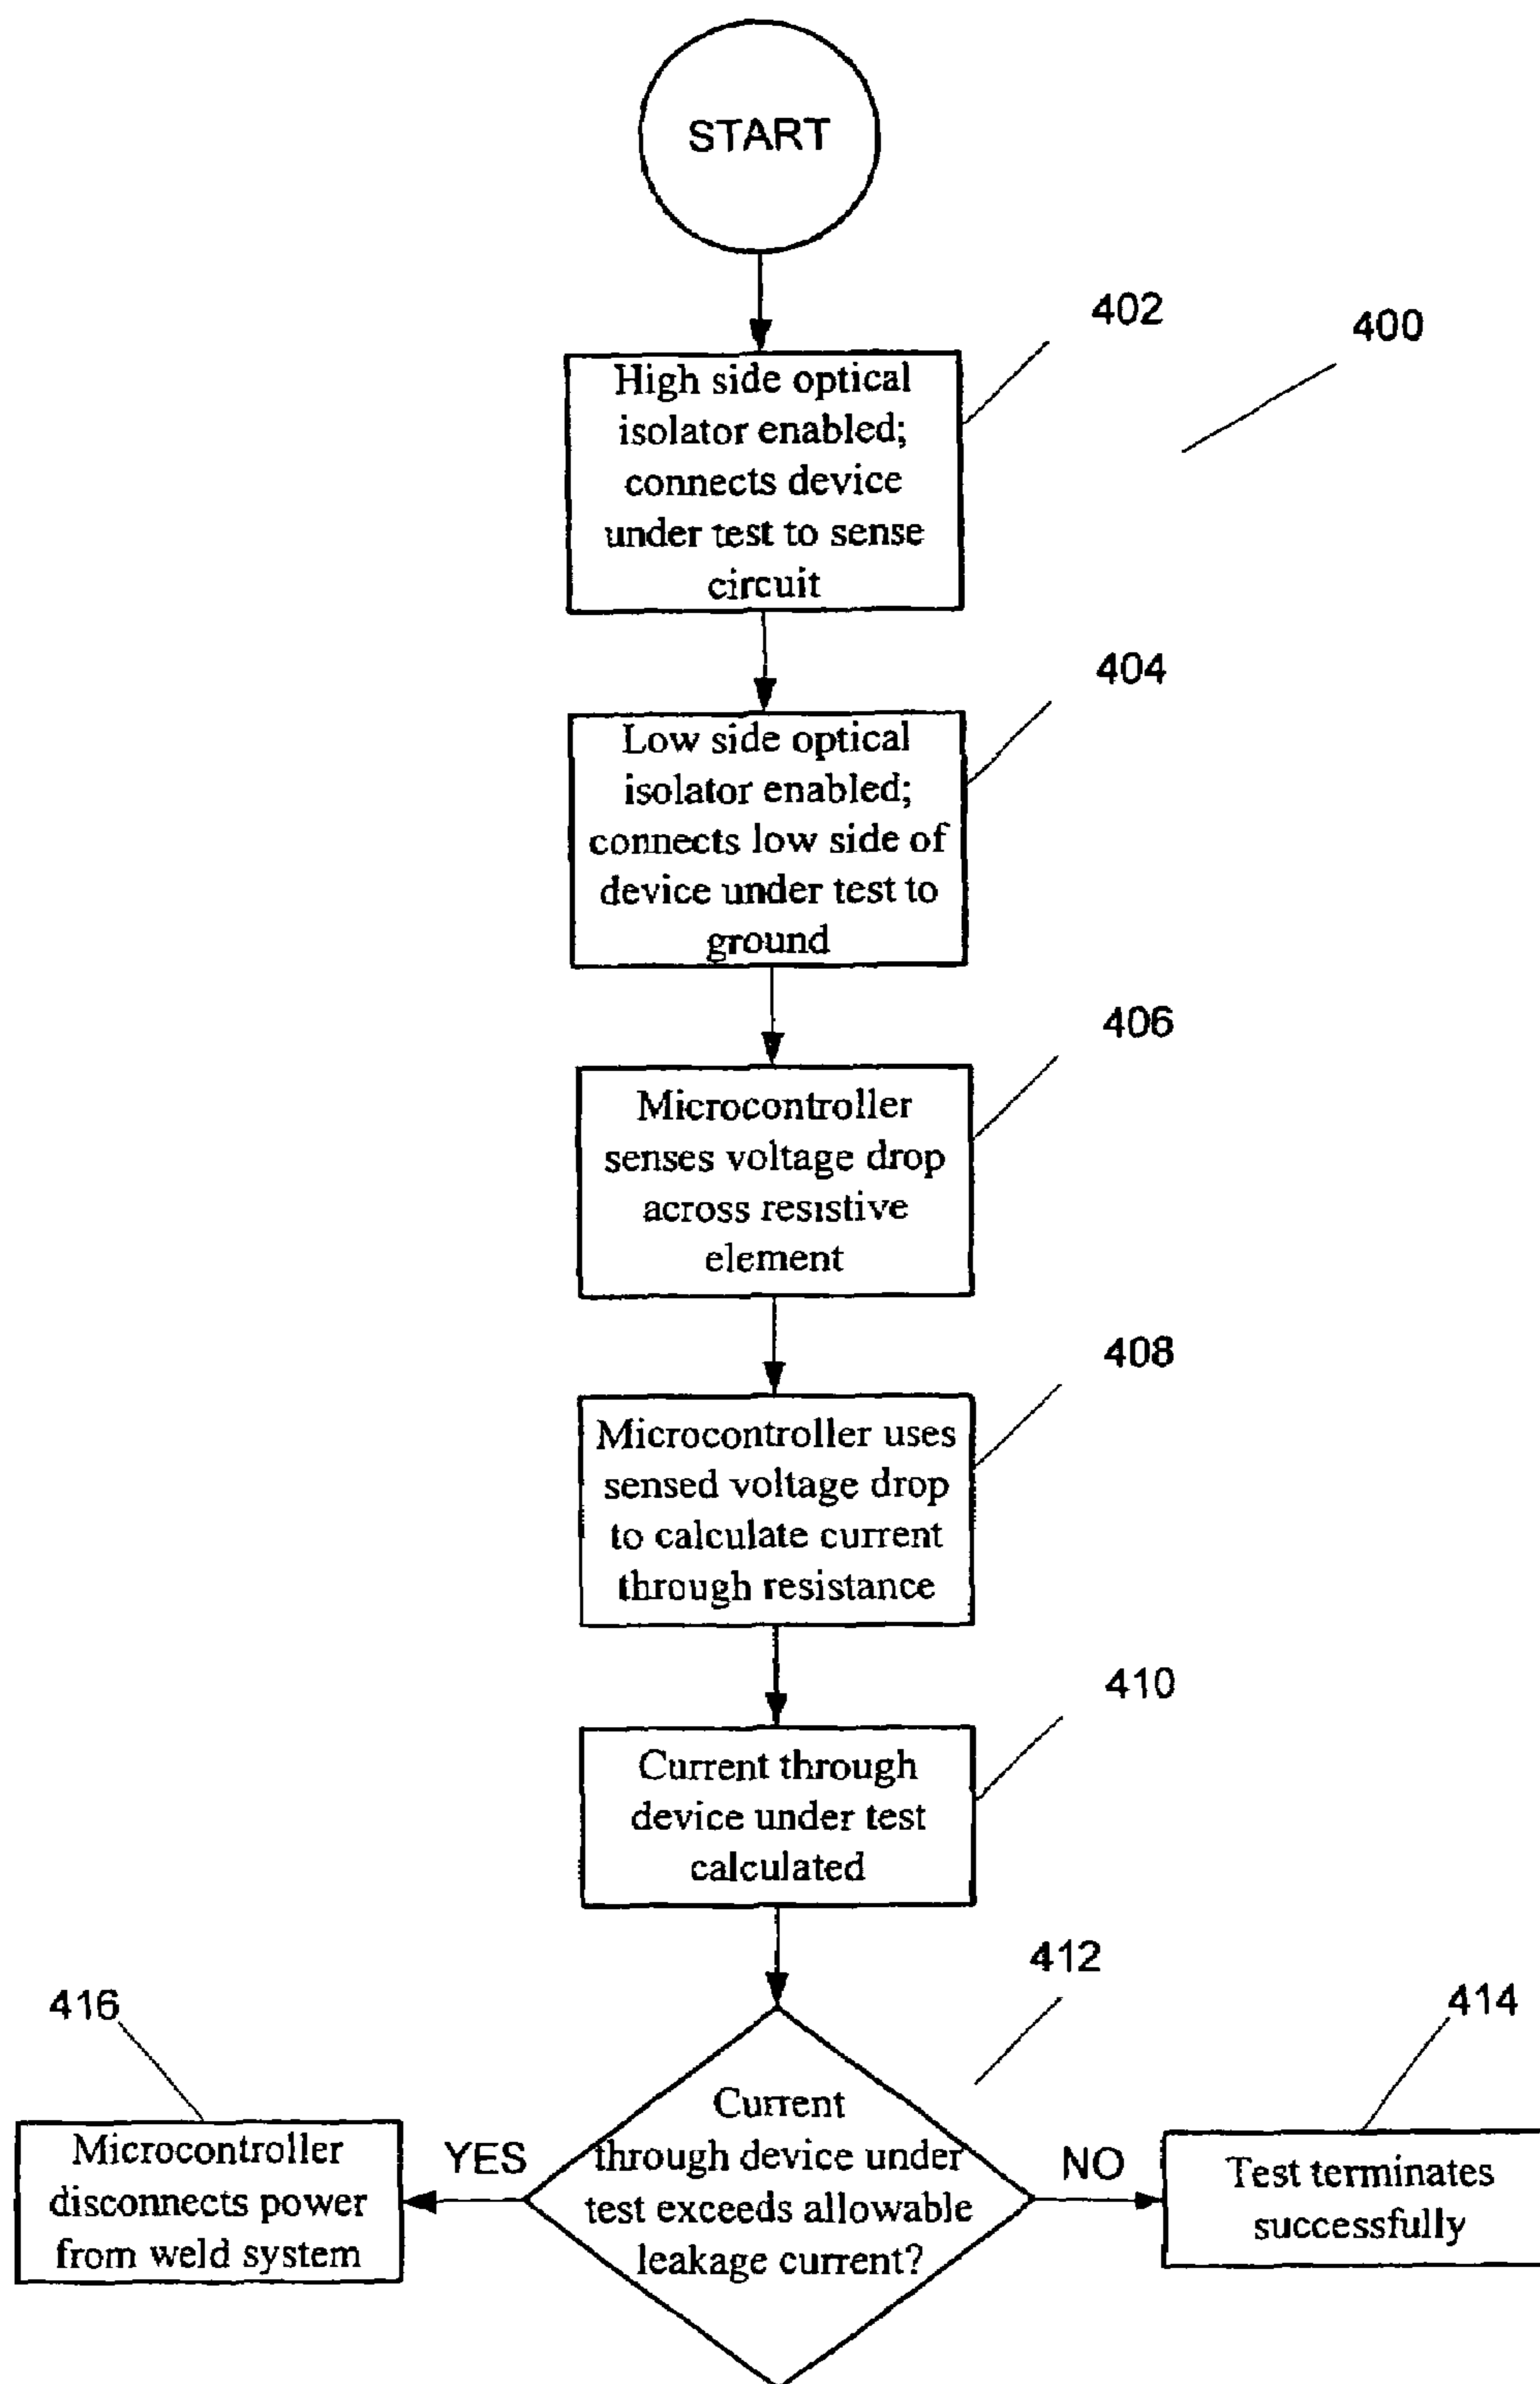 START
402
400
High side optical
isolator enabled;
connects device
under test to sense
circuit
404
Low side optical
isolator enabled;
connects low side of
device under test to
ground
406
Microcontroller
senses voltage drop
across resistive
element
408
Microcontroller uses
sensed voltage drop
to calculate current
through resistance
410
Current through
device under test
calculated
412
416
414
Current
through device under
test exceeds allowable
leakage current?
YES
NO
Microcontroller
disconnects power
from weld system
Test terminates
successfully